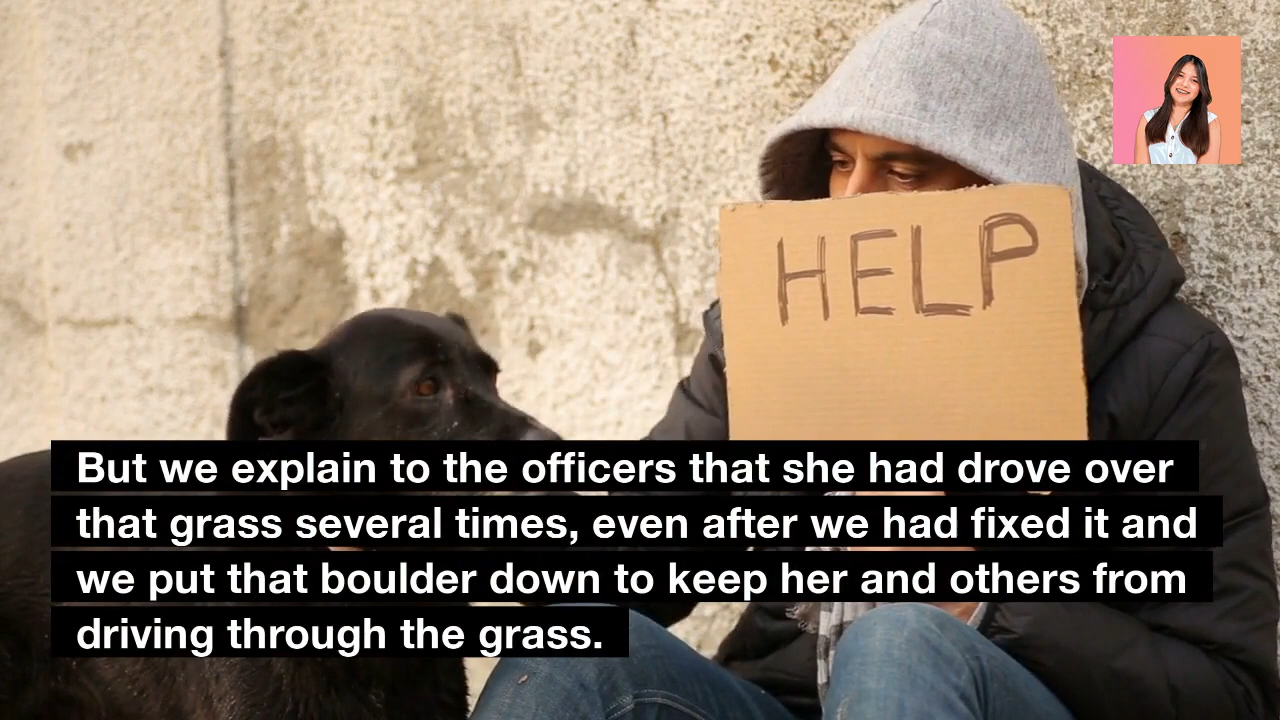 HELP
But we explain to the officers that she had drove over
that grass several times, even after we had fixed it and
we put that boulder down to keep her and others from
driving through the grass.